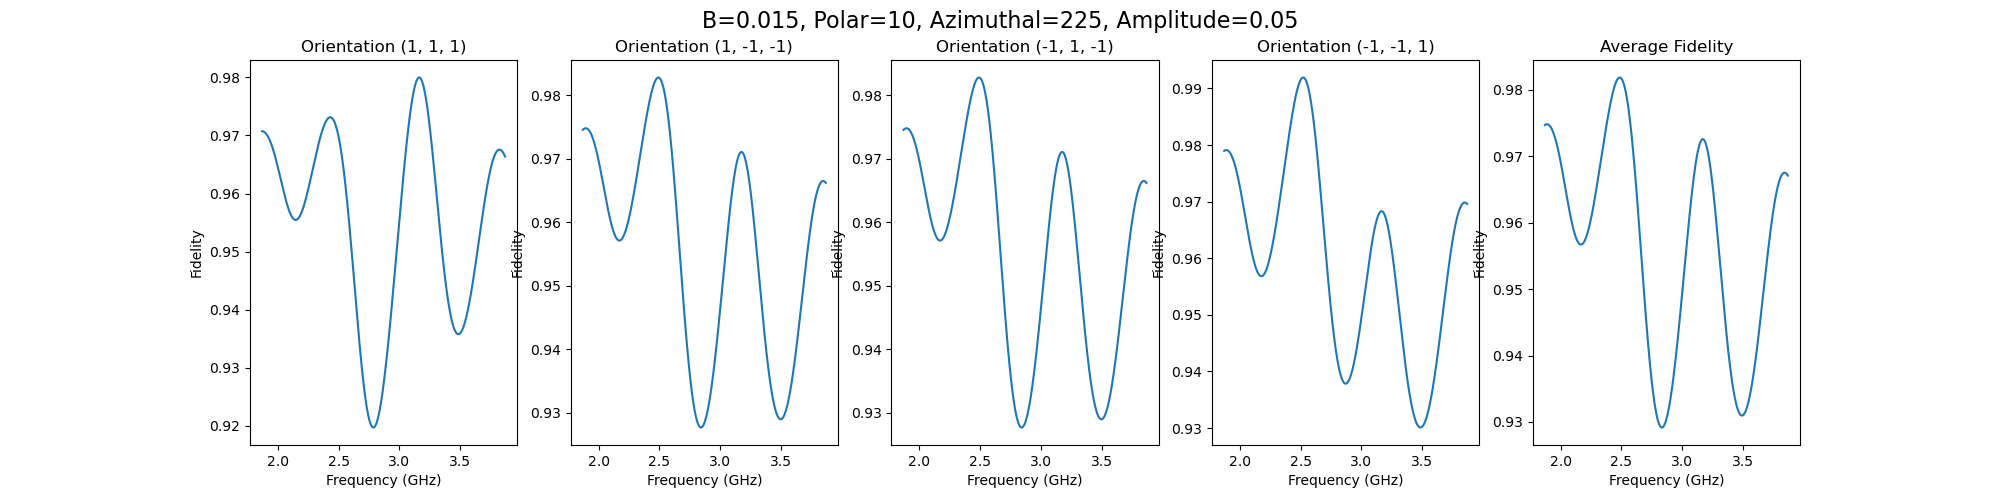 B=0.015, Polar=10, Azimuthal=225, Amplitude=0.05
Orientation (1, 1, 1)
0.98
0.97
0.96
0.95
0.94
0.93
0.92
Fidelity
2.0 2.5 3.0 3.5
Frequency (GHz)
Orientation (1, -1, -1)
0.98
0.97
0.96
0.95
0.94
0.93
Fidelity
2.0 2.5 3.0 3.5
Frequency (GHz)
Orientation (-1, 1, -1)
0.98
0.97
0.96
0.95
0.94
0.93
Fidelity
2.0 2.5 3.0 3.5
Frequency (GHz)
Orientation (-1, -1, 1)
0.99
0.98
0.97
0.96
0.95
0.94
0.93
Fidelity
2.0 2.5 3.0 3.5
Frequency (GHz)
Average Fidelity
0.98
0.97
0.96
0.95
0.94
0.93
Fidelity
2.0 2.5 3.0 3.5
Frequency (GHz)